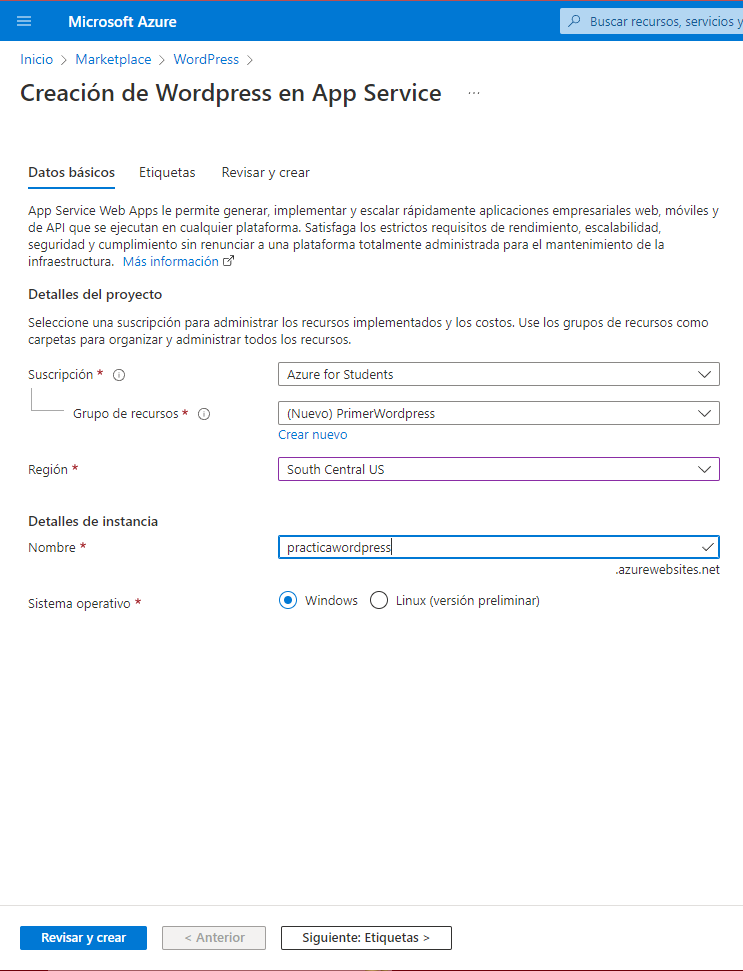 Microsoft Azure
Buscar recursos, servicios y
Inicio > Marketplace > WordPress >
Creación de Wordpress en App Service ...
Datos básicos Etiquetas Revisar y crear
App Service Web Apps le permite generar, implementar y escalar rápidamente aplicaciones empresariales web, móviles y
de API que se ejecutan en cualquier plataforma. Satisfaga los estrictos requisitos de rendimiento, escalabilidad,
seguridad y cumplimiento sin renunciar a una plataforma totalmente administrada para el mantenimiento de la
infraestructura. Más información
Detalles del proyecto
Seleccione una suscripción para administrar los recursos implementados y los costos. Use los grupos de recursos como
carpetas para organizar y administrar todos los recursos.
Suscripción * Azure for Students
Grupo de recursos * (Nuevo) PrimerWordpress
Crear nuevo
Región * South Central US
Detalles de instancia
Nombre * practicawordpress
.azurewebsites.net
Sistema operativo * Windows Linux (versión preliminar)
Revisar y crear < Anterior Siguiente: Etiquetas >